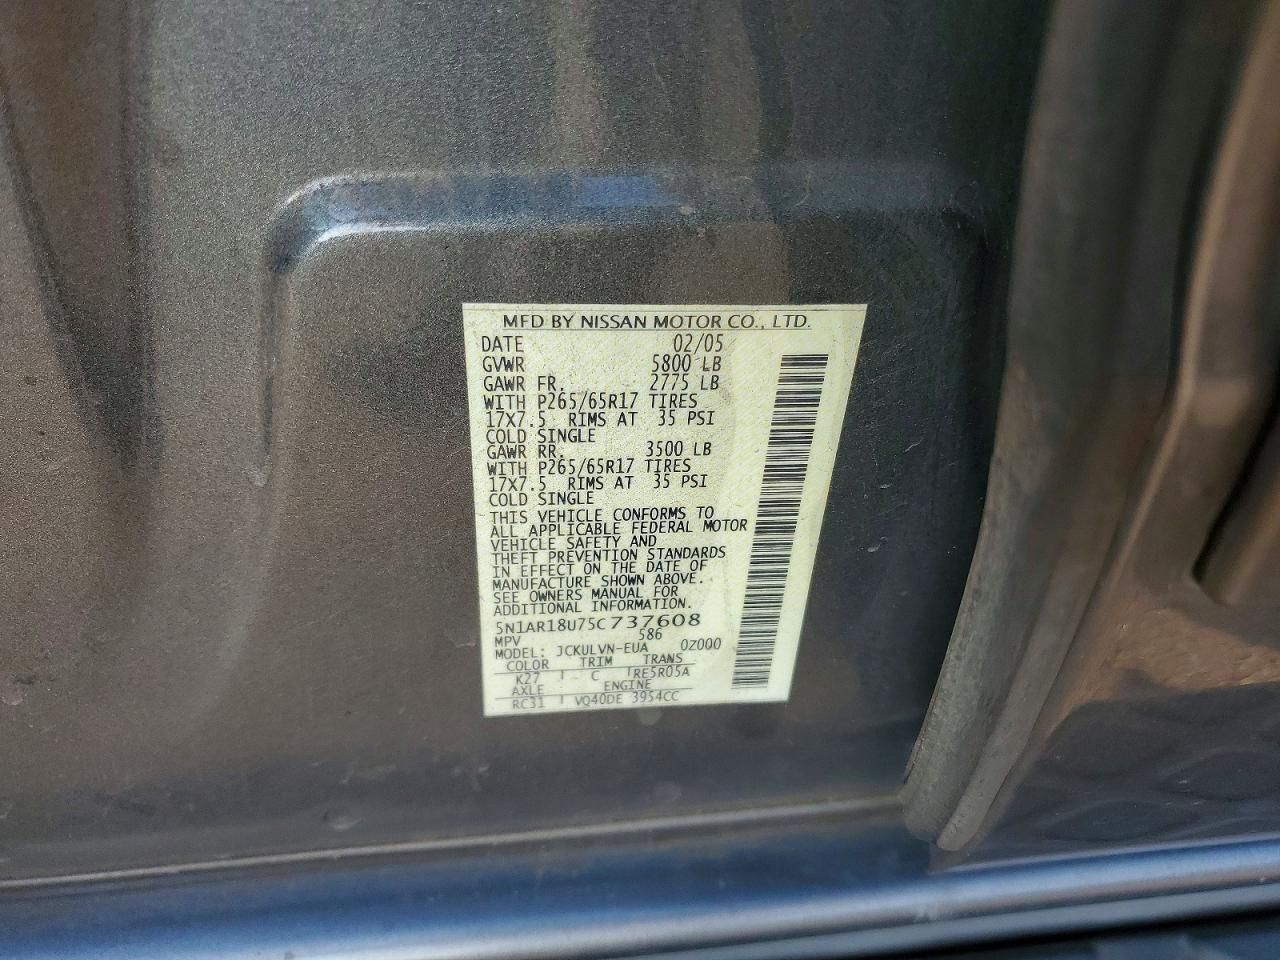 MFD BY NISSAN MOTOR CO., LTD.
DATE 02/05
GVWR 5800 LB
GAWR FR. 2775 LB
WITH P265/65R17 TIRES
17X7.5 RIMS AT 35 PSI
COLD SINGLE
GAWR RR. 3500 LB
WITH P265/65R17 TIRES
17X7.5 RIMS AT 35 PSI
COLD SINGLE
THIS VEHICLE CONFORMS TO
ALL APPLICABLE FEDERAL MOTOR
VEHICLE SAFETY AND
THEFT PREVENTION STANDARDS
IN EFFECT ON THE DATE OF
MANUFACTURE SHOWN ABOVE.
SEE OWNERS MANUAL FOR
ADDITIONAL INFORMATION.
5N1AR18U75C737608
MPV 586
MODEL: JCKULVN-EUA 0Z000
COLOR TRIM TRANS
K27 C RE5R05A
AXLE ENGINE
RC31 VQ40DE 3954CC